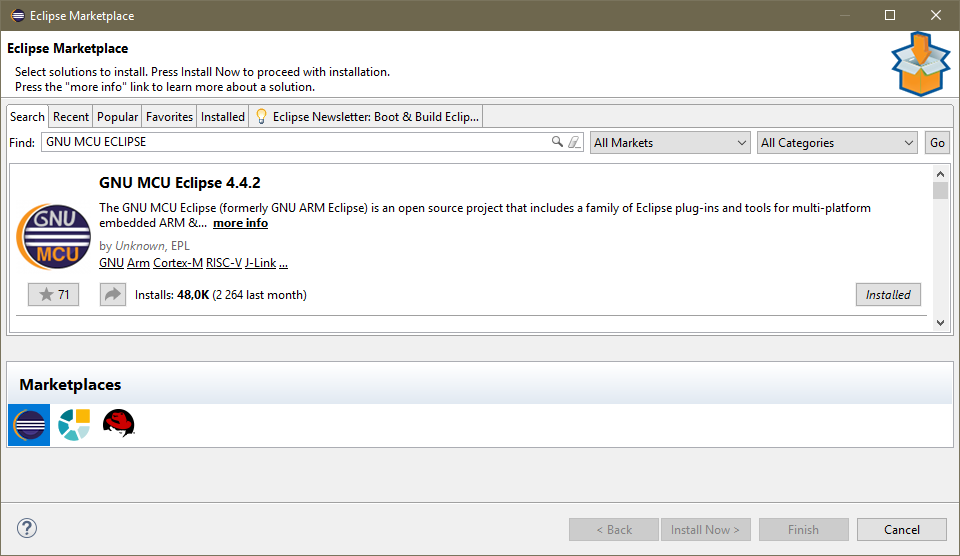 Eclipse Marketplace
Eclipse Marketplace
Select solutions to install. Press Install Now to proceed with installation.
Press the "more info" link to learn more about a solution.
Search Recent Popular Favorites Installed Eclipse Newsletter: Boot & Build Eclip...
Find: GNU MCU ECLIPSE All Markets All Categories Go
GNU MCU Eclipse 4.4.2
The GNU MCU Eclipse (formerly GNU ARM Eclipse) is an open source project that includes a family of Eclipse plug-ins and tools for multi-platform
embedded ARM &... more info
GNU
MCU
by Unknown, EPL
GNU Arm Cortex-M RISC-V J-Link ...
71 Installs: 48,0K (2 264 last month) Installed
Marketplaces
? < Back Install Now > Finish Cancel